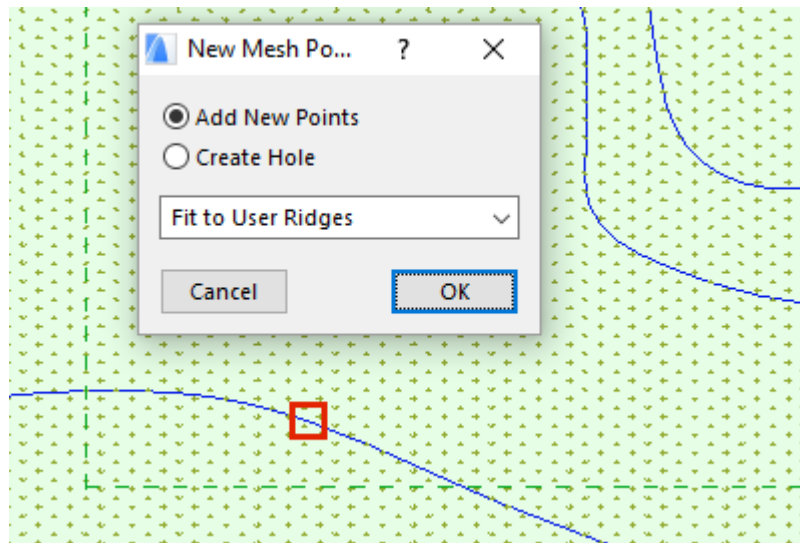 New Mesh Po... ?
Add New Points
Create Hole
Fit to User Ridges
Cancel OK